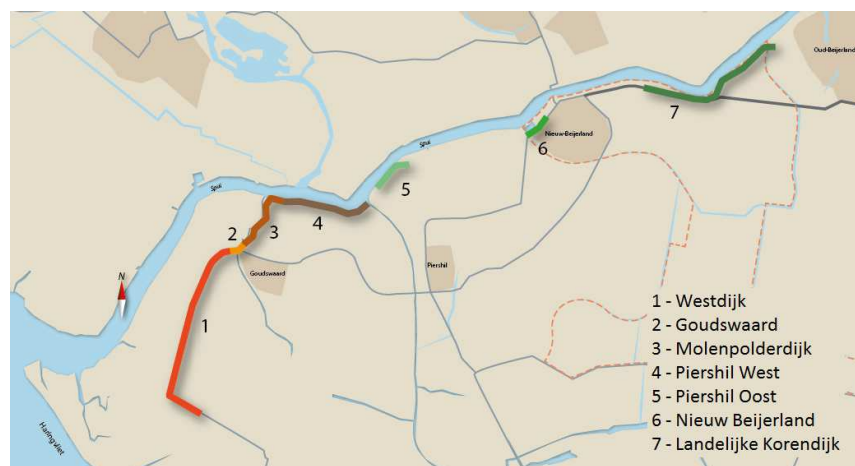 Oud-Beijerland
7
Spui
Nieuw-Beijerland
6
5
Spui
4
3
2
Goudswaard
Piershil
N
1
Haringvliet
1 - Westdijk
2 - Goudswaard
3 - Molenpolderdijk
4 - Piershil West
5 - Piershil Oost
6 - Nieuw Beijerland
7 - Landelijke Korendijk